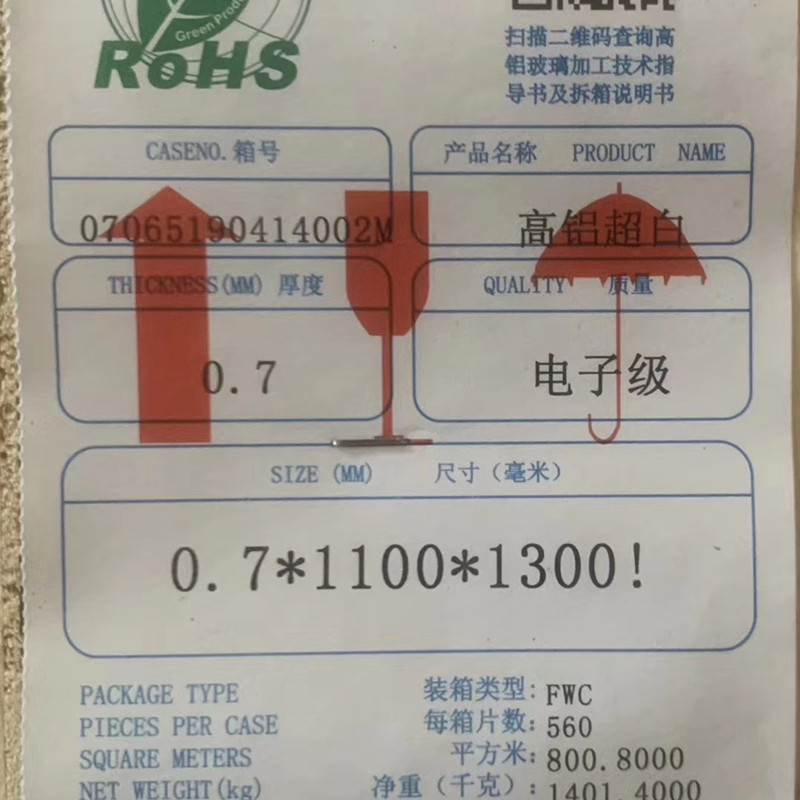 Green Produ
RoHS
扫描二维码查询高
铝玻璃加工技术指
导书及拆箱说明书
CASENO.箱号
产品名称 PRODUCT NAME
07065190414002M
高铝超白
THICKNESS(MM) 厚度
QUALITY 质量
0.7
电子级
SIZE (MM) 尺寸（毫米）
0.7*1100*1300!
PACKAGE TYPE 装箱类型: FWC
PIECES PER CASE 每箱片数: 560
SQUARE METERS 平方米: 800.8000
NET WEIGHT(kg) 净重（千克）: 1401.4000